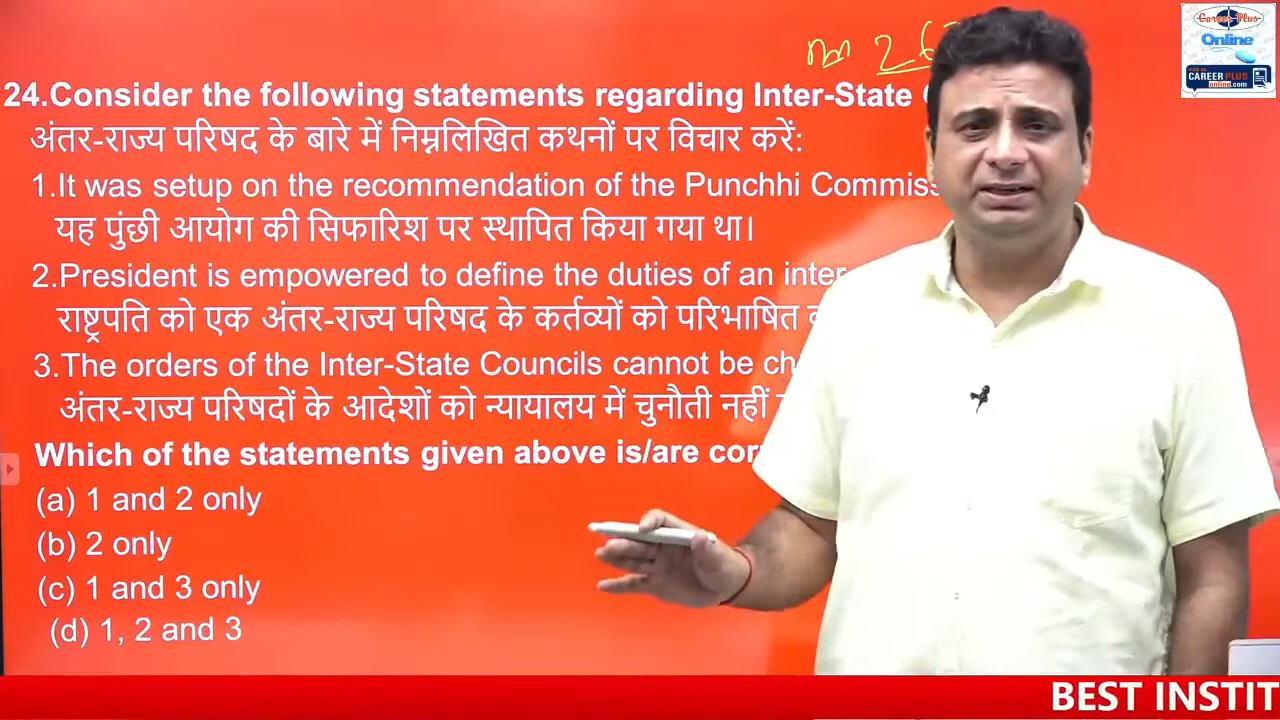 26
24.Consider the following statements regarding Inter-State
अंतर-राज्य परिषद के बारे में निम्नलिखित कथनों पर विचार करें:
1.It was setup on the recommendation of the Punchhi Commiss
यह पुंछी आयोग की सिफारिश पर स्थापित किया गया था।
2.President is empowered to define the duties of an inter
राष्ट्रपति को एक अंतर-राज्य परिषद के कर्तव्यों को परिभाषित
3.The orders of the Inter-State Councils cannot be ch
अंतर-राज्य परिषदों के आदेशों को न्यायालय में चुनौती नहीं
Which of the statements given above is/are cor
(a) 1 and 2 only
(b) 2 only
(c) 1 and 3 only
(d) 1, 2 and 3
Career Plus
Online
CAREER PLUS
online.com
BEST INSTIT